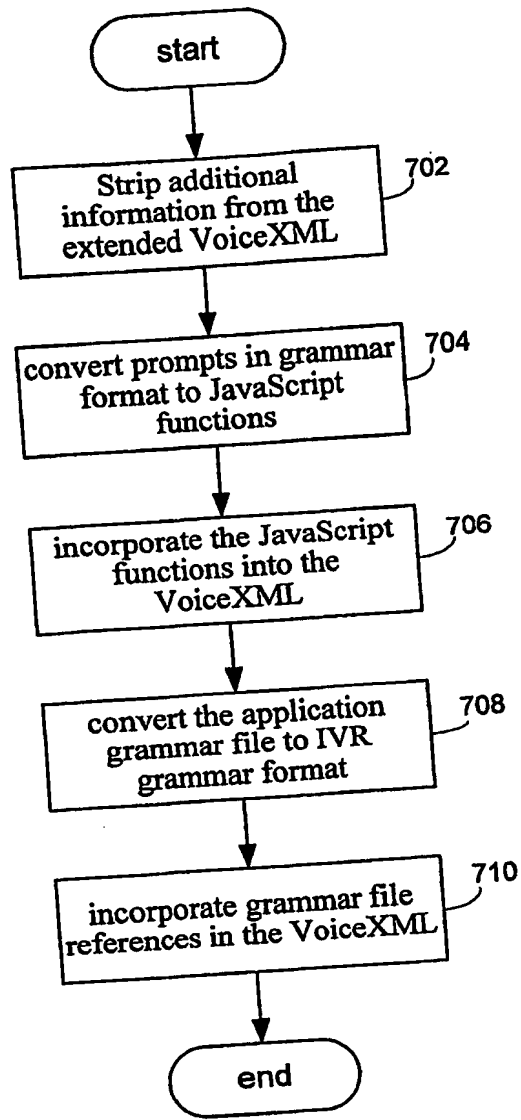 start
702
Strip additional
information from the
extended VoiceXML
704
convert prompts in grammar
format to JavaScript
functions
706
incorporate the JavaScript
functions into the
VoiceXML
708
convert the application
grammar file to IVR
grammar format
710
incorporate grammar file
references in the VoiceXML
end